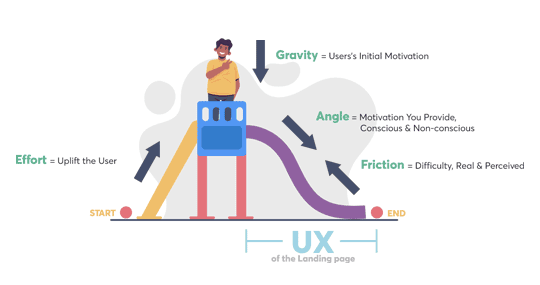 Gravity = Users's Initial Motivation
Angle = Motivation You Provide,
Conscious & Non-conscious
Effort = Uplift the User
Friction = Difficulty, Real & Perceived
START
END
UX
of the Landing page